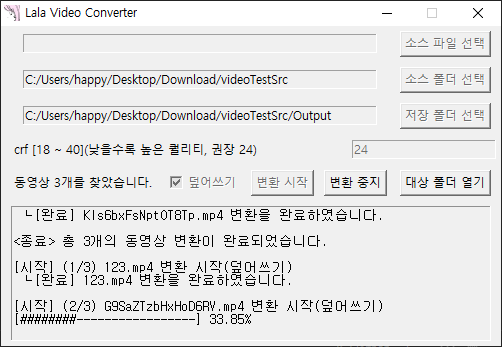 Lala Video Converter
소스 파일 선택
C:/Users/happy/Desktop/Download/videoTestSrc
소스 폴더 선택
C:/Users/happy/Desktop/Download/videoTestSrc/Output
저장 폴더 선택
crf [18 ~ 40](낮을수록 높은 퀄리티, 권장 24)
24
동영상 3개를 찾았습니다.
덮어쓰기
변환 시작
변환 중지
대상 폴더 열기
┗[완료] Kls6bxFsNpt0T8Tp.mp4 변환을 완료하였습니다.
<종료> 총 3개의 동영상 변환이 완료되었습니다.
[시작] (1/3) 123.mp4 변환 시작(덮어쓰기)
┗[완료] 123.mp4 변환을 완료하였습니다.
[시작] (2/3) G9SaZTzbHxHoD6RV.mp4 변환 시작(덮어쓰기)
[########-----------------] 33.85%